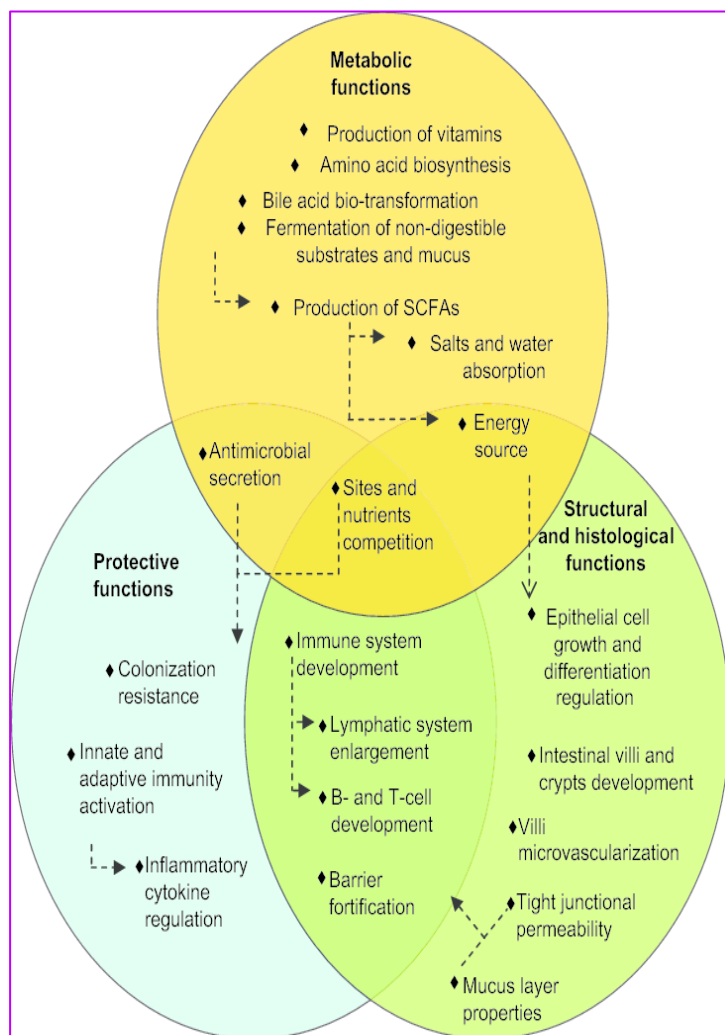 Metabolic
functions
♦ Production of vitamins
♦ Amino acid biosynthesis
♦ Bile acid bio-transformation
♦ Fermentation of non-digestible
substrates and mucus
♦ Production of SCFAs
♦ Salts and water
absorption
♦ Energy
source
♦ Antimicrobial
secretion
♦ Sites and
nutrients
competition
Protective
functions
Structural
and histological
functions
♦ Colonization
resistance
♦ Innate and
adaptive immunity
activation
♦ Inflammatory
cytokine
regulation
♦ Immune system
development
♦ Lymphatic system
enlargement
♦ B- and T-cell
development
♦ Barrier
fortification
♦ Epithelial cell
growth and
differentiation
regulation
♦ Intestinal villi and
crypts development
♦ Villi
microvascularization
♦ Tight junctional
permeability
♦ Mucus layer
properties